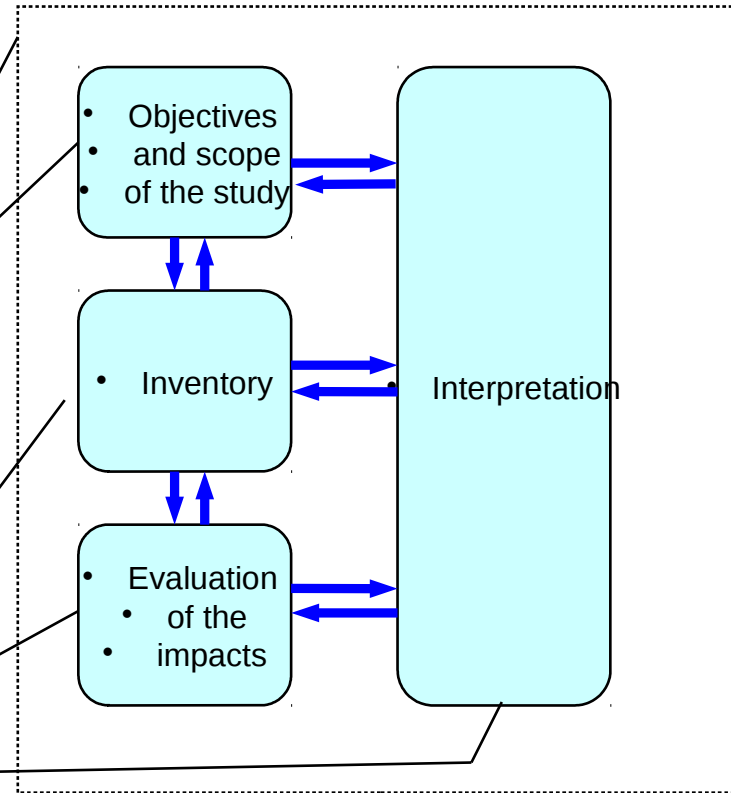 • Objectives
• and scope
• of the study
• Inventory
• Interpretation
• Evaluation
• of the
• impacts